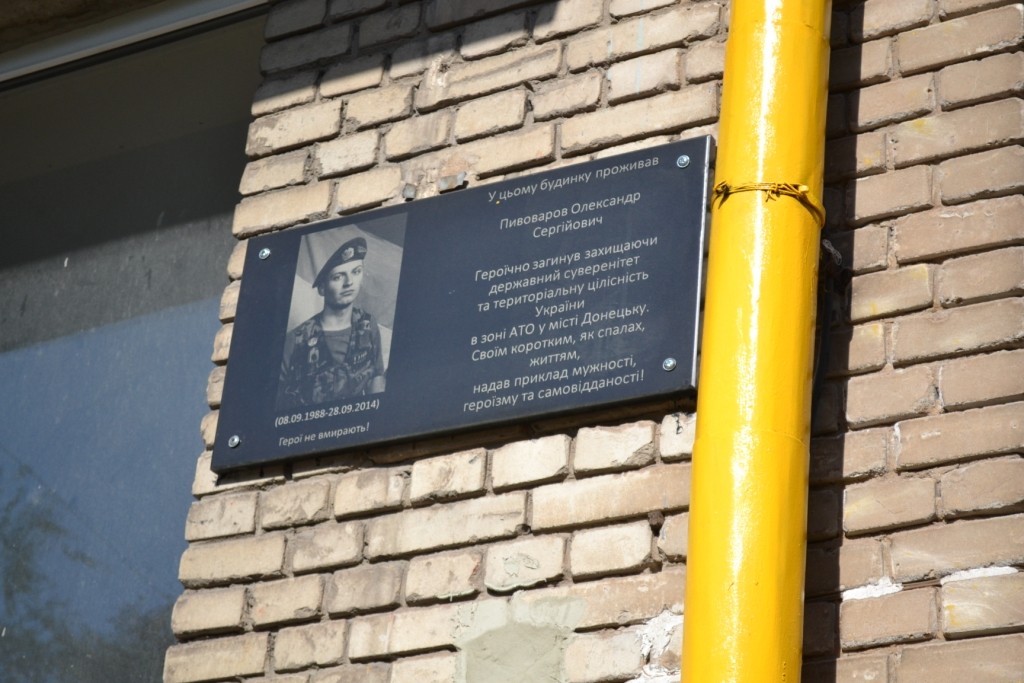 У цьому будинку проживав
Пивоваров Олександр
Сергійович
Героїчно загинув захищаючи
державний суверенітет
та територіальну цілісність
України
в зоні АТО у місті Донецьку.
Своїм коротким, як спалах,
життям,
надав приклад мужності,
героїзму та самовідданості!
(08.09.1988-28.09.2014)
Герої не вмирають!